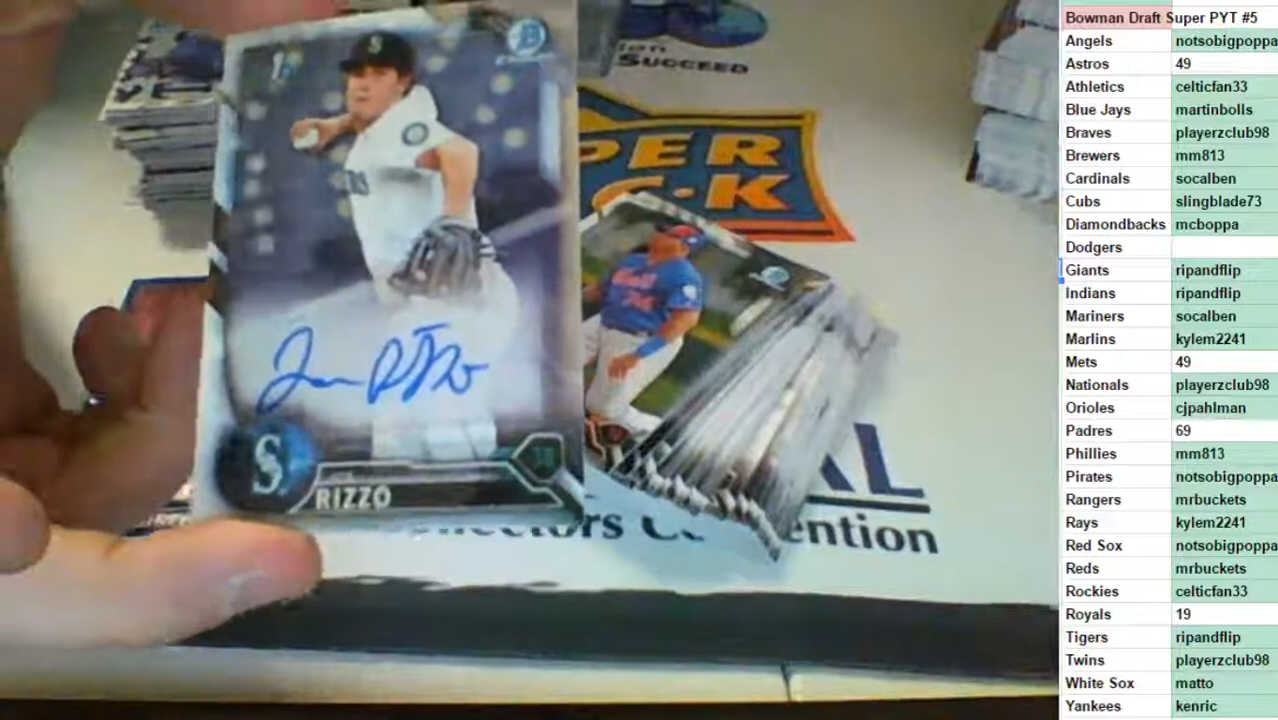 1st
S
RIZZO
S
SUCCEED
PER
C·K
AL
ention
Bowman Draft Super PYT #5
Angels notsobigpoppa
Astros 49
Athletics celticfan33
Blue Jays martinbolls
Braves playerzclub98
Brewers mm813
Cardinals socalben
Cubs slingblade73
Diamondbacks mcboppa
Dodgers
Giants ripandflip
Indians ripandflip
Mariners socalben
Marlins kylem2241
Mets 49
Nationals playerzclub98
Orioles cjpahlman
Padres 69
Phillies mm813
Pirates notsobigpoppa
Rangers mrbuckets
Rays kylem2241
Red Sox notsobigpoppa
Reds mrbuckets
Rockies celticfan33
Royals 19
Tigers ripandflip
Twins playerzclub98
White Sox matto
Yankees kenric